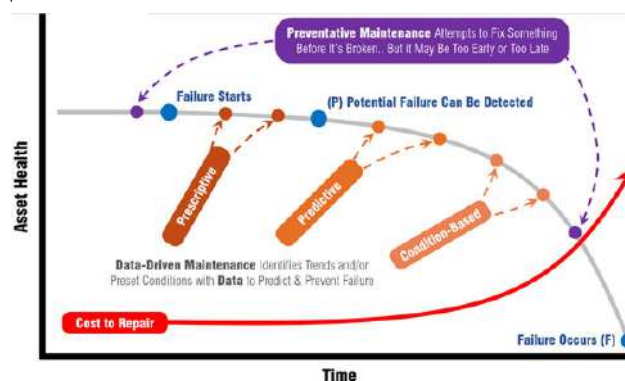 Preventative Maintenance Attempts to Fix Something
Before It's Broken.. But it May Be Too Early or Too Late
Failure Starts
(P) Potential Failure Can Be Detected
Asset Health
Prescriptive
Predictive
Condition-Based
Data-Driven Maintenance Identifies Trends and/or
Preset Conditions with Data to Predict & Prevent Failure
Cost to Repair
Failure Occurs (F)
Time